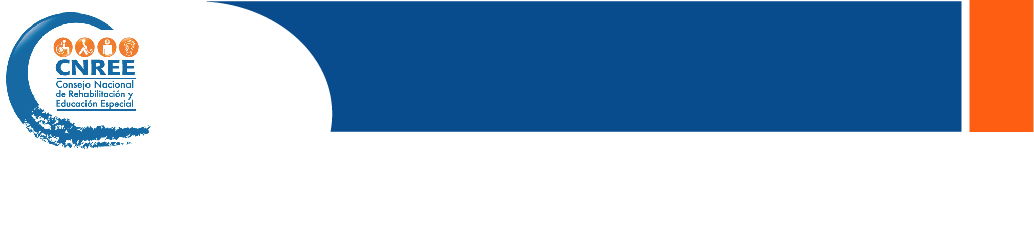 CNREE
Consejo Nacional
de Rehabilitación y
Educación Especial